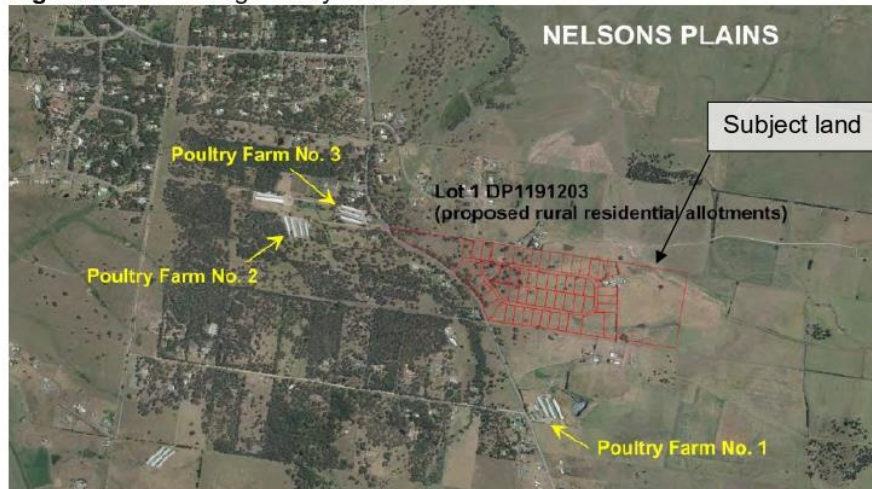 NELSONS PLAINS
Subject land
Poultry Farm No. 3
Lot 1 DP1191203
(proposed rural residential allotments)
Poultry Farm No. 2
Poultry Farm No. 1